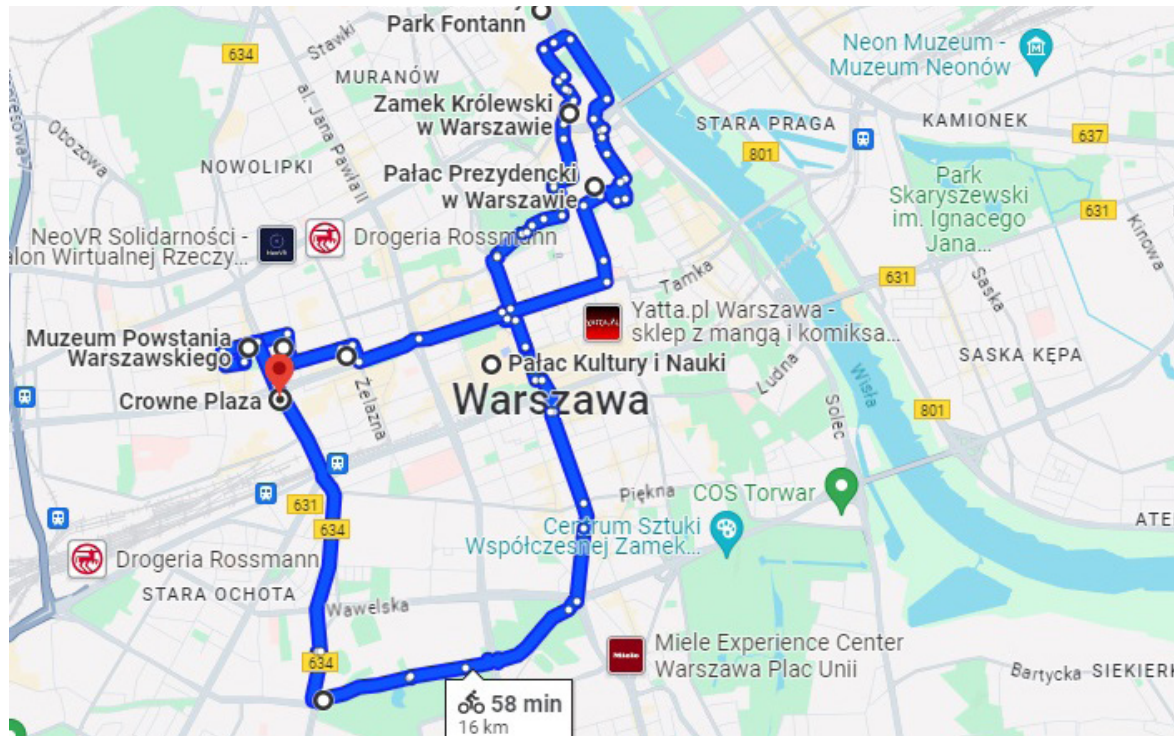 Park Fontann
634
Stawki
MURANÓW
al. Jana Pawła II
Obozowa
NOWOLIPKI
Zamek Królewski
w Warszawie
Neon Muzeum -
Muzeum Neonów
STARA PRAGA
KAMIONEK
637
801
Park
Skaryszewski
im. Ignacego
Jana...
631
Kinowa
Pałac Prezydencki
w Warszawie
NeoVR Solidarności -
alon Wirtualnej Rzeczy...
NeoVR
Drogeria Rossmann
Tamka
631
Saska
Yatta.pl Warszawa -
sklep z mangą i komiksa...
YATTA.PL
Muzeum Powstania
Warszawskiego
Crowne Plaza
Żelazna
Pałac Kultury i Nauki
Warszawa
Ludna
Solec
Wisła
SASKA KĘPA
801
631
634
Piękna
COS Torwar
Centrum Sztuki
Współczesnej Zamek...
ATE
Drogeria Rossmann
STARA OCHOTA
Wawelska
634
Miele
Miele Experience Center
Warszawa Plac Unii
Bartycka
SIEKIERK
58 min
16 km